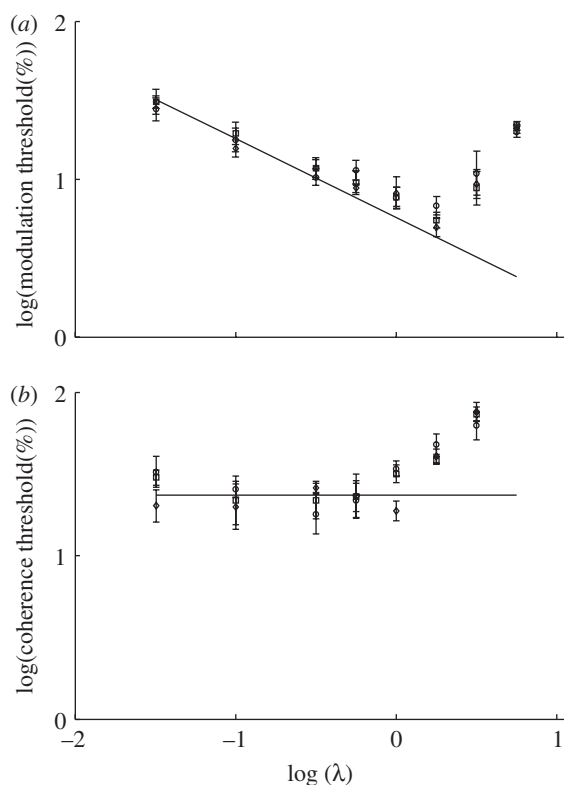 (a)
2
1
0
log(modulation threshold(%))
(b)
2
1
0
log(coherence threshold(%))
−2 −1 0 1
log (λ)